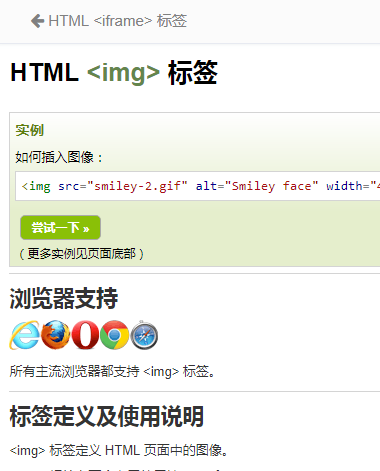 HTML <iframe> 标签
HTML <img> 标签
实例
如何插入图像：
<img src="smiley-2.gif" alt="Smiley face" width="4
尝试一下 »
（更多实例见页面底部）
浏览器支持
所有主流浏览器都支持 <img> 标签。
标签定义及使用说明
<img> 标签定义 HTML 页面中的图像。